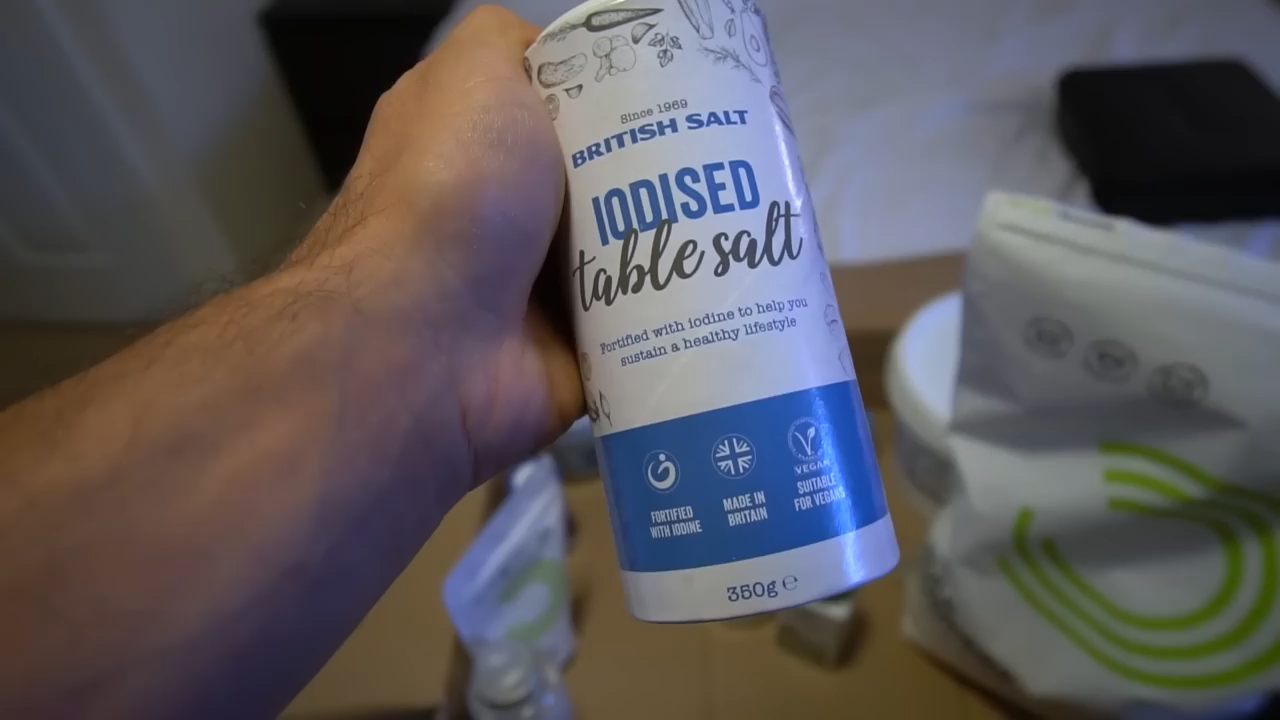 Since 1969
BRITISH SALT
IODISED
table salt
Fortified with iodine to help you
sustain a healthy lifestyle
VEGAN
FORTIFIED
WITH IODINE
MADE IN
BRITAIN
SUITABLE
FOR VEGANS
350g ℮